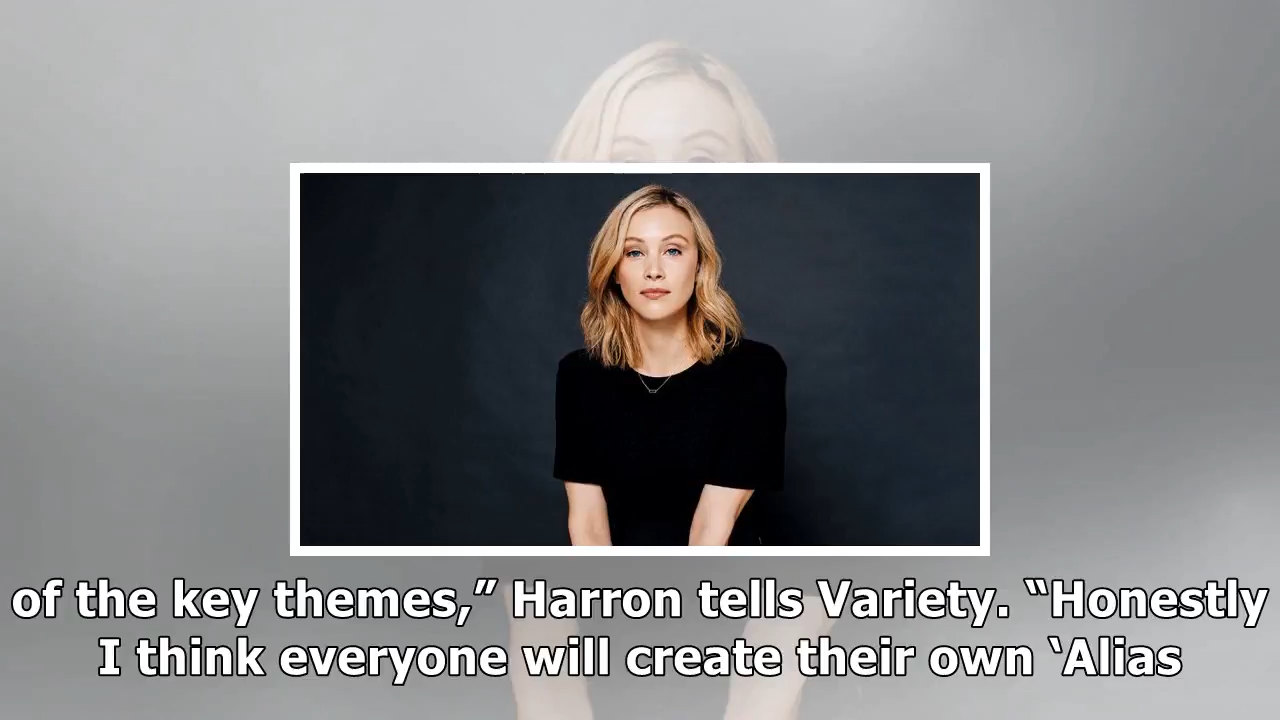 of the key themes,” Harron tells Variety. “Honestly
I think everyone will create their own ‘Alias